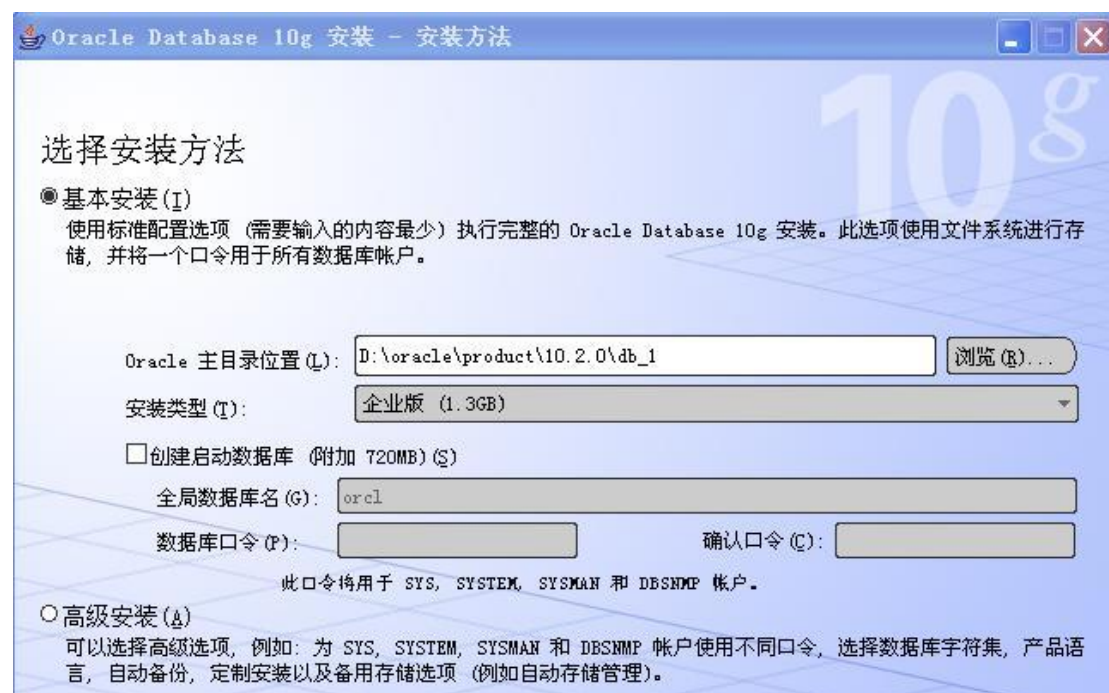 Oracle Database 10g 安装 - 安装方法
10g
选择安装方法
基本安装(I)
使用标准配置选项 (需要输入的内容最少) 执行完整的 Oracle Database 10g 安装。此选项使用文件系统进行存
储, 并将一个口令用于所有数据库帐户。
Oracle 主目录位置(L): D:\oracle\product\10.2.0\db_1 浏览(R)...
安装类型(T): 企业版 (1.3GB)
创建启动数据库 (附加 720MB)(S)
全局数据库名(G): orcl
数据库口令(P): 确认口令(C):
此口令将用于 SYS, SYSTEM, SYSMAN 和 DBSNMP 帐户。
高级安装(A)
可以选择高级选项, 例如: 为 SYS, SYSTEM, SYSMAN 和 DBSNMP 帐户使用不同口令, 选择数据库字符集, 产品语
言, 自动备份, 定制安装以及备用存储选项 (例如自动存储管理)。